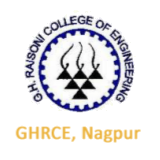 G.H. RAISONI COLLEGE OF ENGINEERING
GHRCE, Nagpur